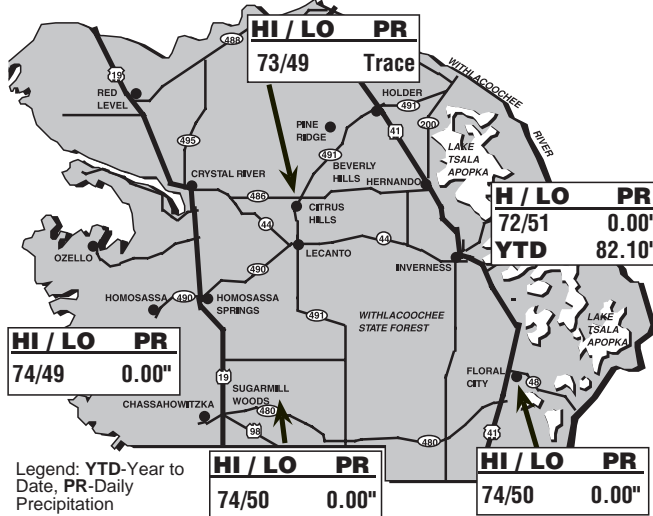 HI / LO PR
73/49 Trace
488
19
RED
LEVEL
HOLDER
WITHLACOOCHEE
RIVER
491
PINE
RIDGE
41
200
495
LAKE
TSALA
APOPKA
491
BEVERLY
HILLS
CRYSTAL RIVER
HERNANDO
486
H / LO PR
72/51 0.00"
YTD 82.10"
CITRUS
HILLS
44
44
OZELLO
LECANTO
INVERNESS
490
HOMOSASSA
490
HOMOSASSA
SPRINGS
491
WITHLACOOCHEE
STATE FOREST
LAKE
TSALA
APOPKA
HI / LO PR
74/49 0.00"
19
SUGARMILL
WOODS
FLORAL
CITY
48
CHASSAHOWITZKA
480
98
480
41
Legend: YTD-Year to
Date, PR-Daily
Precipitation
HI / LO PR
74/50 0.00"
HI / LO PR
74/50 0.00"